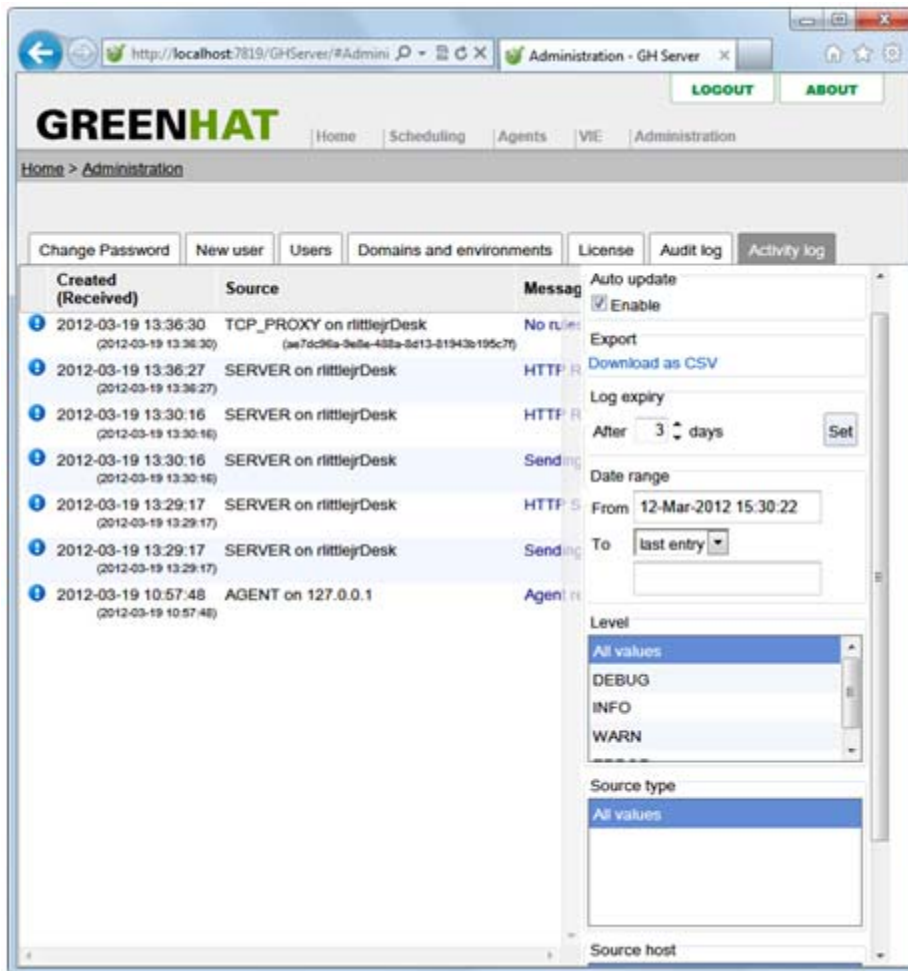 http://localhost:7819/GHServer/#Admini
Administration - GH Server
LOGOUT
ABOUT
GREENHAT
Home
Scheduling
Agents
VIE
Administration
Home > Administration
Change Password
New user
Users
Domains and environments
License
Audit log
Activity log
Created
(Received)
Source
Messag
2012-03-19 13:36:30 TCP_PROXY on rlittlejrDesk No rules
(2012-03-19 13:36:30) (ae7dc96a-9e8e-488a-8d13-81943b195c7f)
2012-03-19 13:36:27 SERVER on rlittlejrDesk HTTP R
(2012-03-19 13:36:27)
2012-03-19 13:30:16 SERVER on rlittlejrDesk HTTP R
(2012-03-19 13:30:16)
2012-03-19 13:30:16 SERVER on rlittlejrDesk Sending
(2012-03-19 13:30:16)
2012-03-19 13:29:17 SERVER on rlittlejrDesk HTTP S
(2012-03-19 13:29:17)
2012-03-19 13:29:17 SERVER on rlittlejrDesk Sending
(2012-03-19 13:29:17)
2012-03-19 10:57:48 AGENT on 127.0.0.1 Agent re
(2012-03-19 10:57:48)
Auto update
Enable
Export
Download as CSV
Log expiry
After 3 days Set
Date range
From 12-Mar-2012 15:30:22
To last entry
Level
All values
DEBUG
INFO
WARN
Source type
All values
Source host